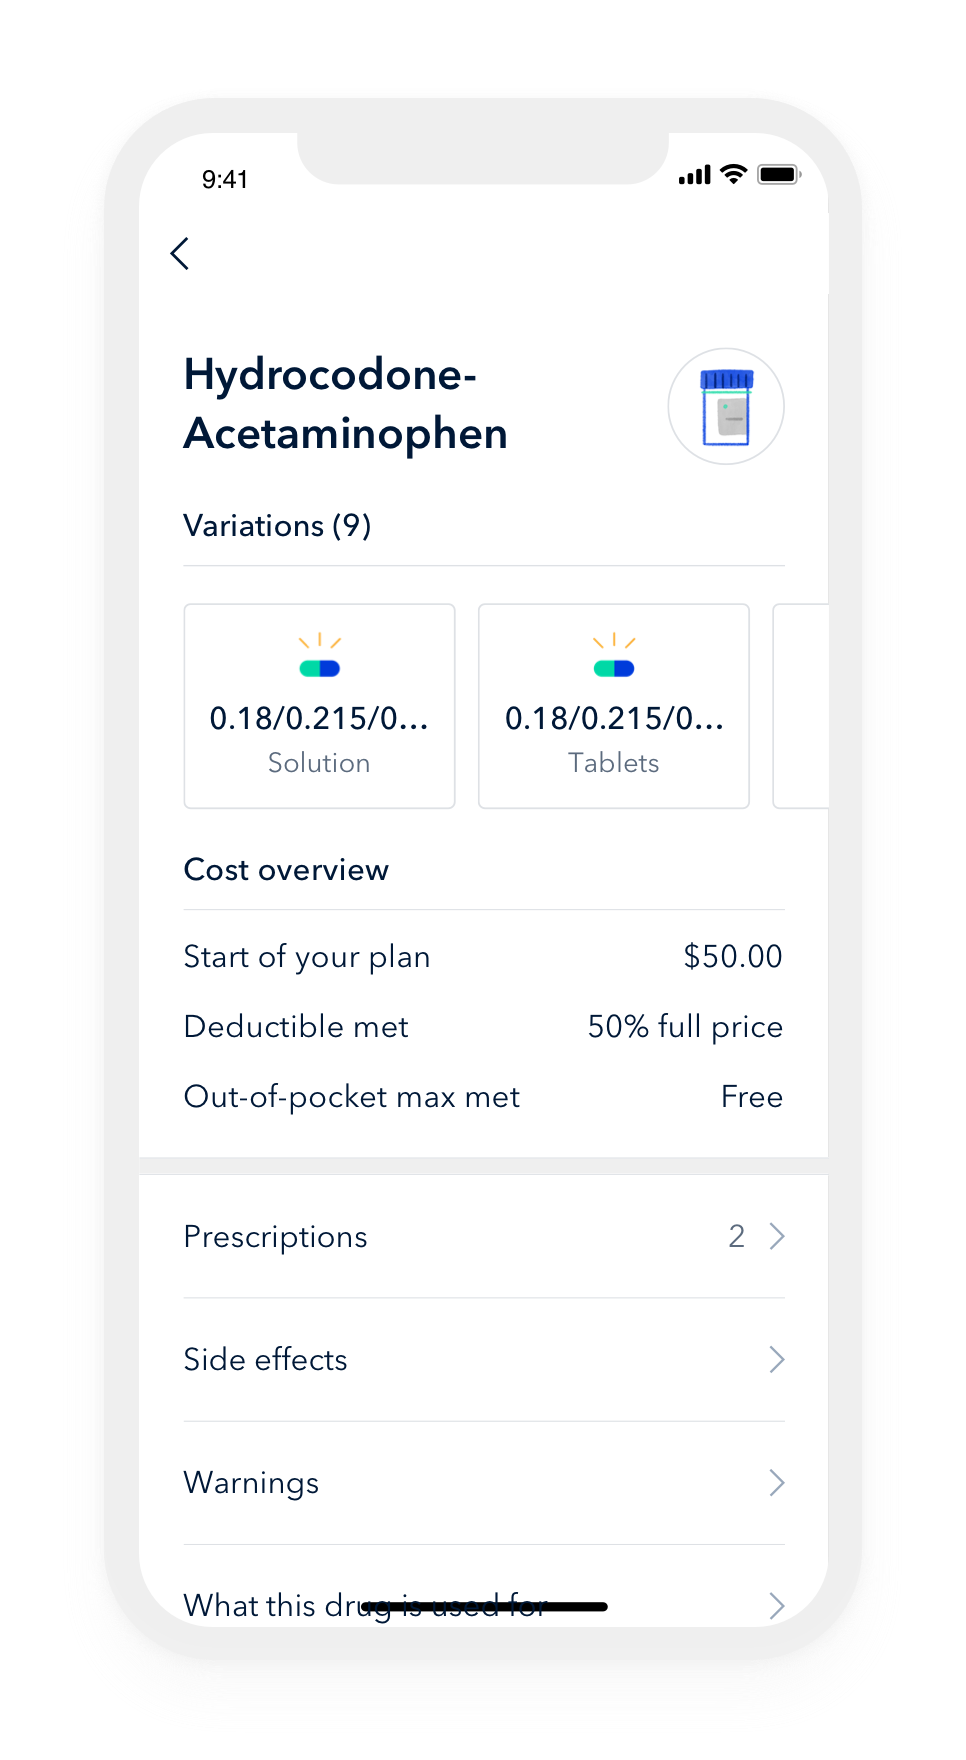 9:41
Hydrocodone-
Acetaminophen
Variations (9)
0.18/0.215/0...
Solution
0.18/0.215/0...
Tablets
Cost overview
Start of your plan $50.00
Deductible met 50% full price
Out-of-pocket max met Free
Prescriptions 2
Side effects
Warnings
What this drug is used for